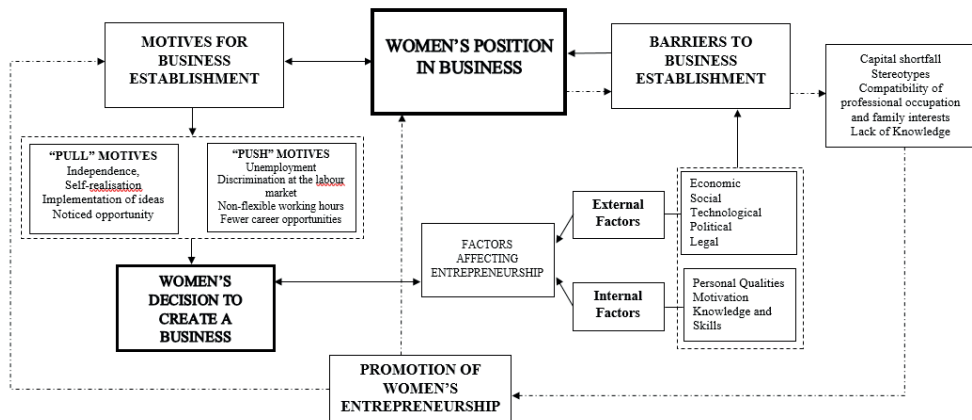 MOTIVES FOR
BUSINESS
ESTABLISHMENT
WOMEN'S POSITION
IN BUSINESS
BARRIERS TO
BUSINESS
ESTABLISHMENT
Capital shortfall
Stereotypes
Compatibility of
professional occupation
and family interests
Lack of Knowledge
“PULL” MOTIVES
Independence,
Self-realisation
Implementation of ideas
Noticed opportunity
“PUSH” MOTIVES
Unemployment
Discrimination at the labour
market
Non-flexible working hours
Fewer career opportunities
External
Factors
Economic
Social
Technological
Political
Legal
FACTORS
AFFECTING
ENTREPRENEURSHIP
WOMEN'S
DECISION TO
CREATE A
BUSINESS
Internal
Factors
Personal Qualities
Motivation
Knowledge and
Skills
PROMOTION OF
WOMEN'S
ENTREPRENEURSHIP